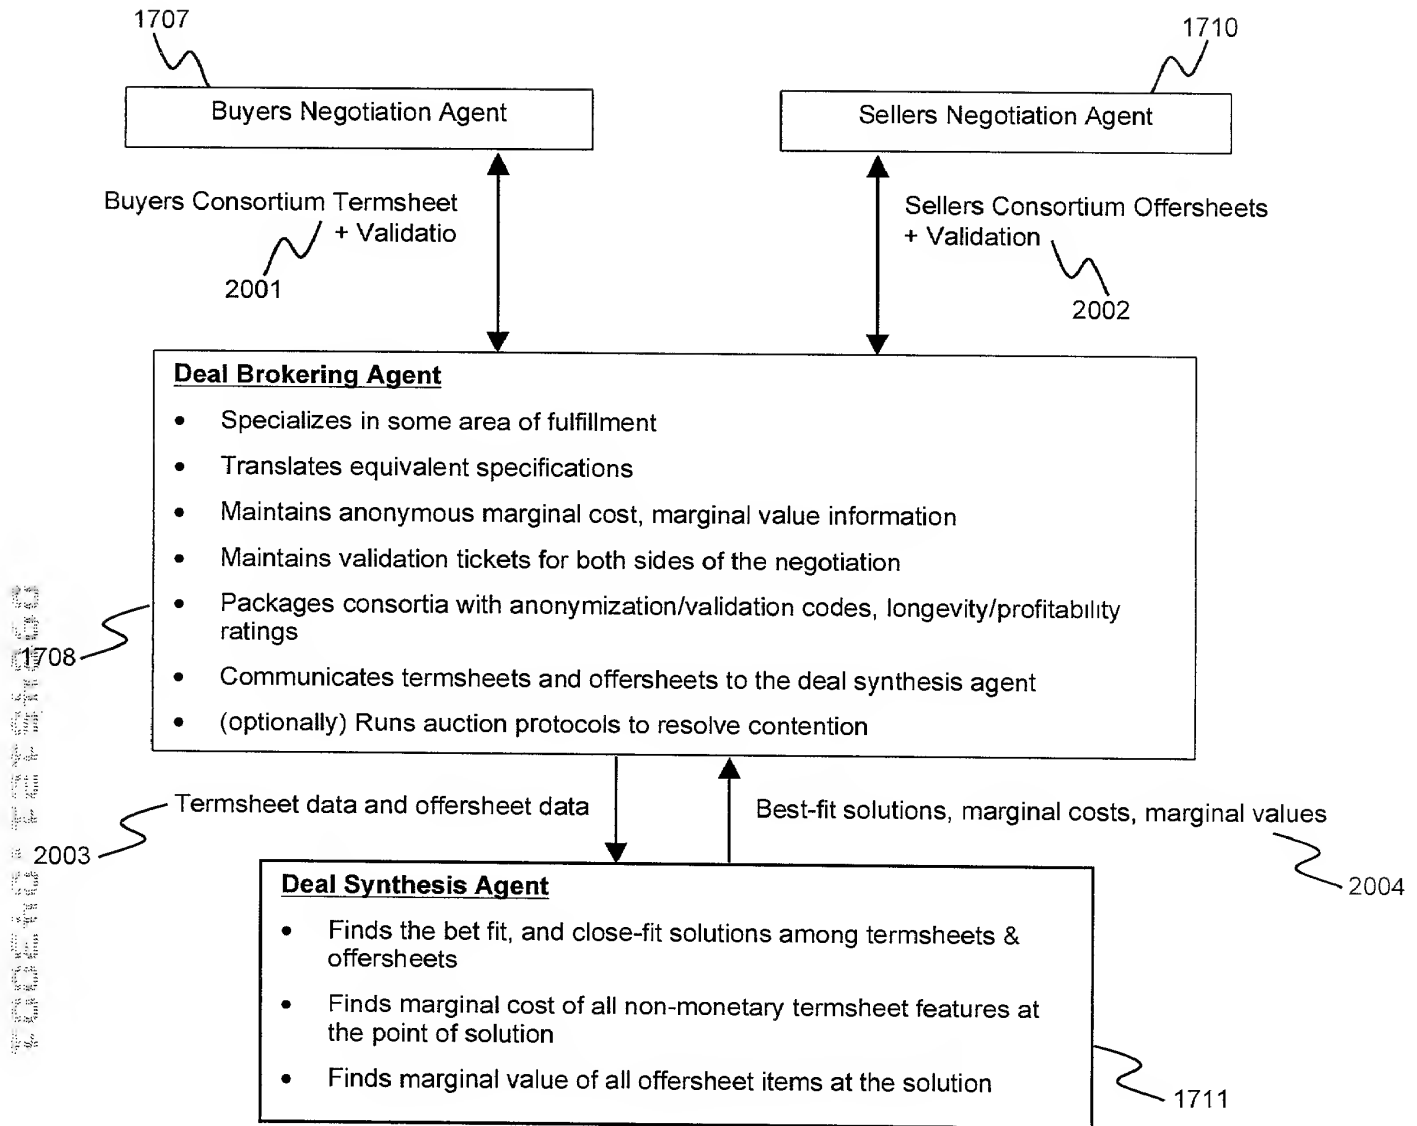 1707
1710
Buyers Negotiation Agent
Sellers Negotiation Agent
Buyers Consortium Termsheet
+ Validatio
2001
Sellers Consortium Offersheets
+ Validation
2002
Deal Brokering Agent
• Specializes in some area of fulfillment
• Translates equivalent specifications
• Maintains anonymous marginal cost, marginal value information
• Maintains validation tickets for both sides of the negotiation
• Packages consortia with anonymization/validation codes, longevity/profitability
ratings
1708
• Communicates termsheets and offersheets to the deal synthesis agent
• (optionally) Runs auction protocols to resolve contention
Termsheet data and offersheet data
2003
Best-fit solutions, marginal costs, marginal values
2004
Deal Synthesis Agent
• Finds the bet fit, and close-fit solutions among termsheets &
offersheets
• Finds marginal cost of all non-monetary termsheet features at
the point of solution
• Finds marginal value of all offersheet items at the solution
1711